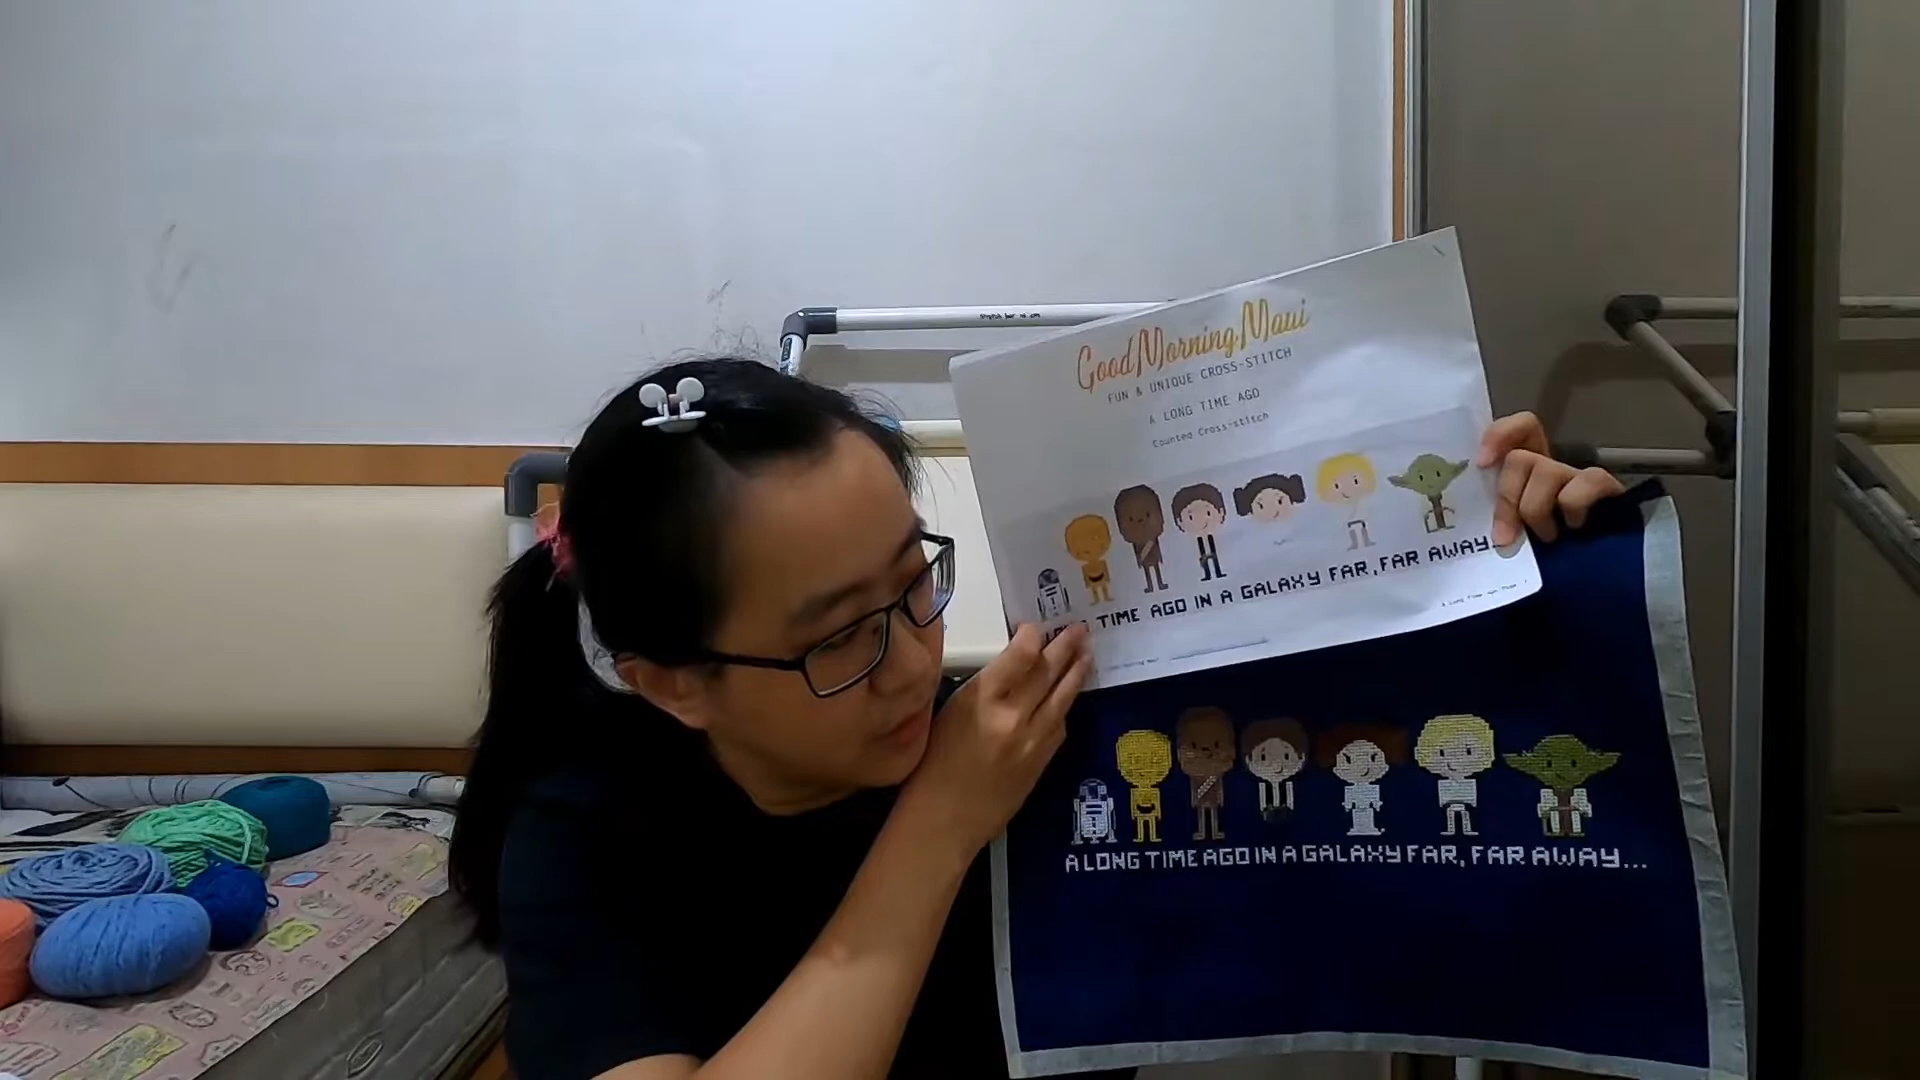 Good Morning Maui
FUN & UNIQUE CROSS-STITCH
A LONG TIME AGO
Counted Cross-stitch
TIME AGO IN A GALAXY FAR, FAR AWAY...
A LONG TIME AGO IN A GALAXY FAR, FAR AWAY...